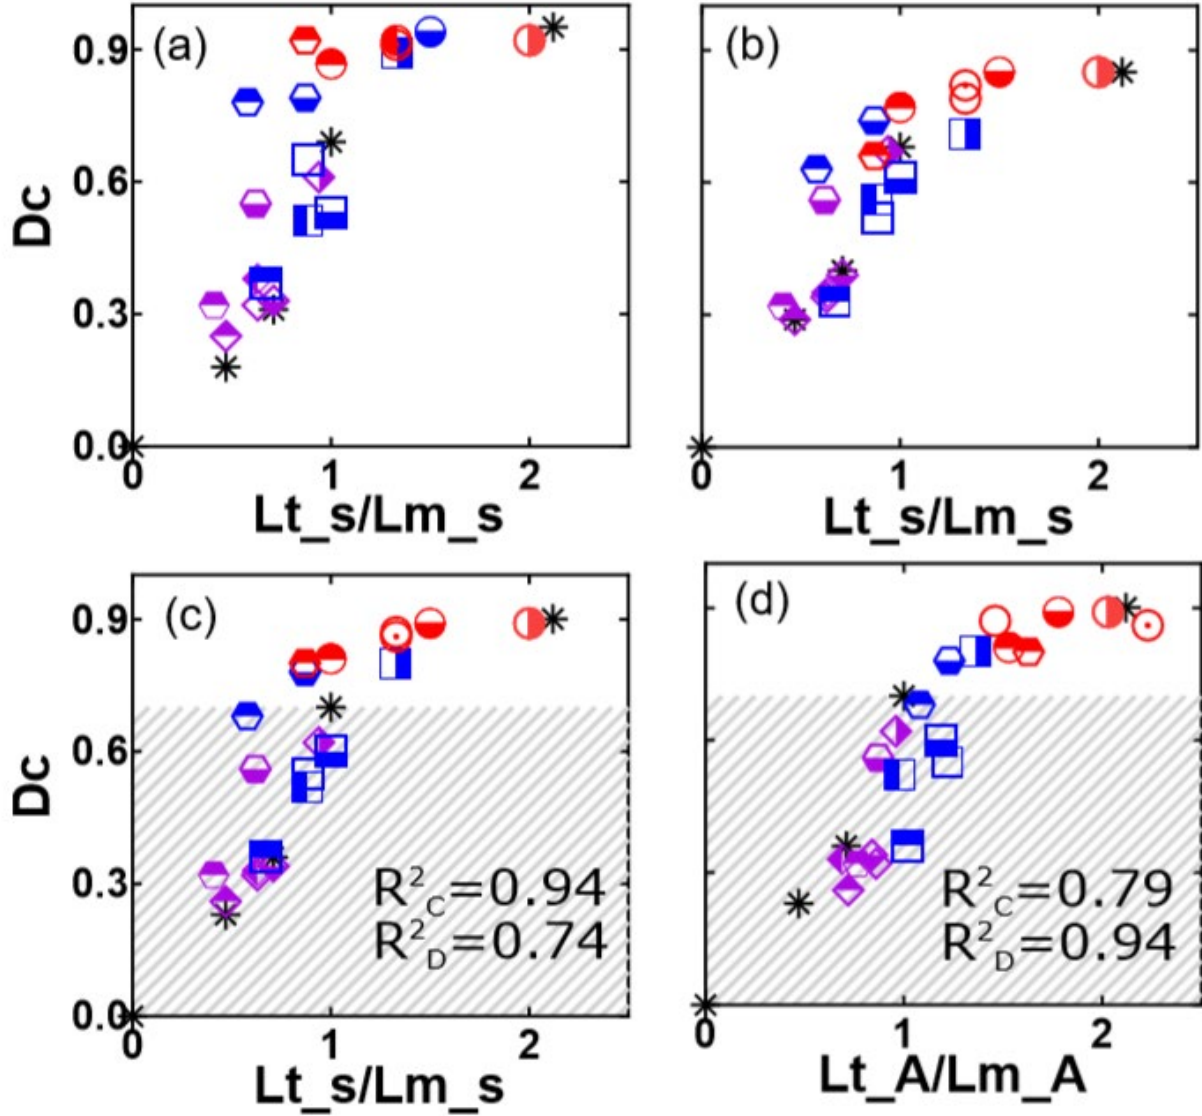 (a)
(b)
0.9
0.6
Dc
0.3
0.0
0
1
2
0
1
2
Lt_s/Lm_s
Lt_s/Lm_s
(c)
(d)
0.9
0.6
Dc
0.3
R²C=0.94
R²C=0.79
R²D=0.74
R²D=0.94
0.0
0
1
2
0
1
2
Lt_s/Lm_s
Lt_A/Lm_A